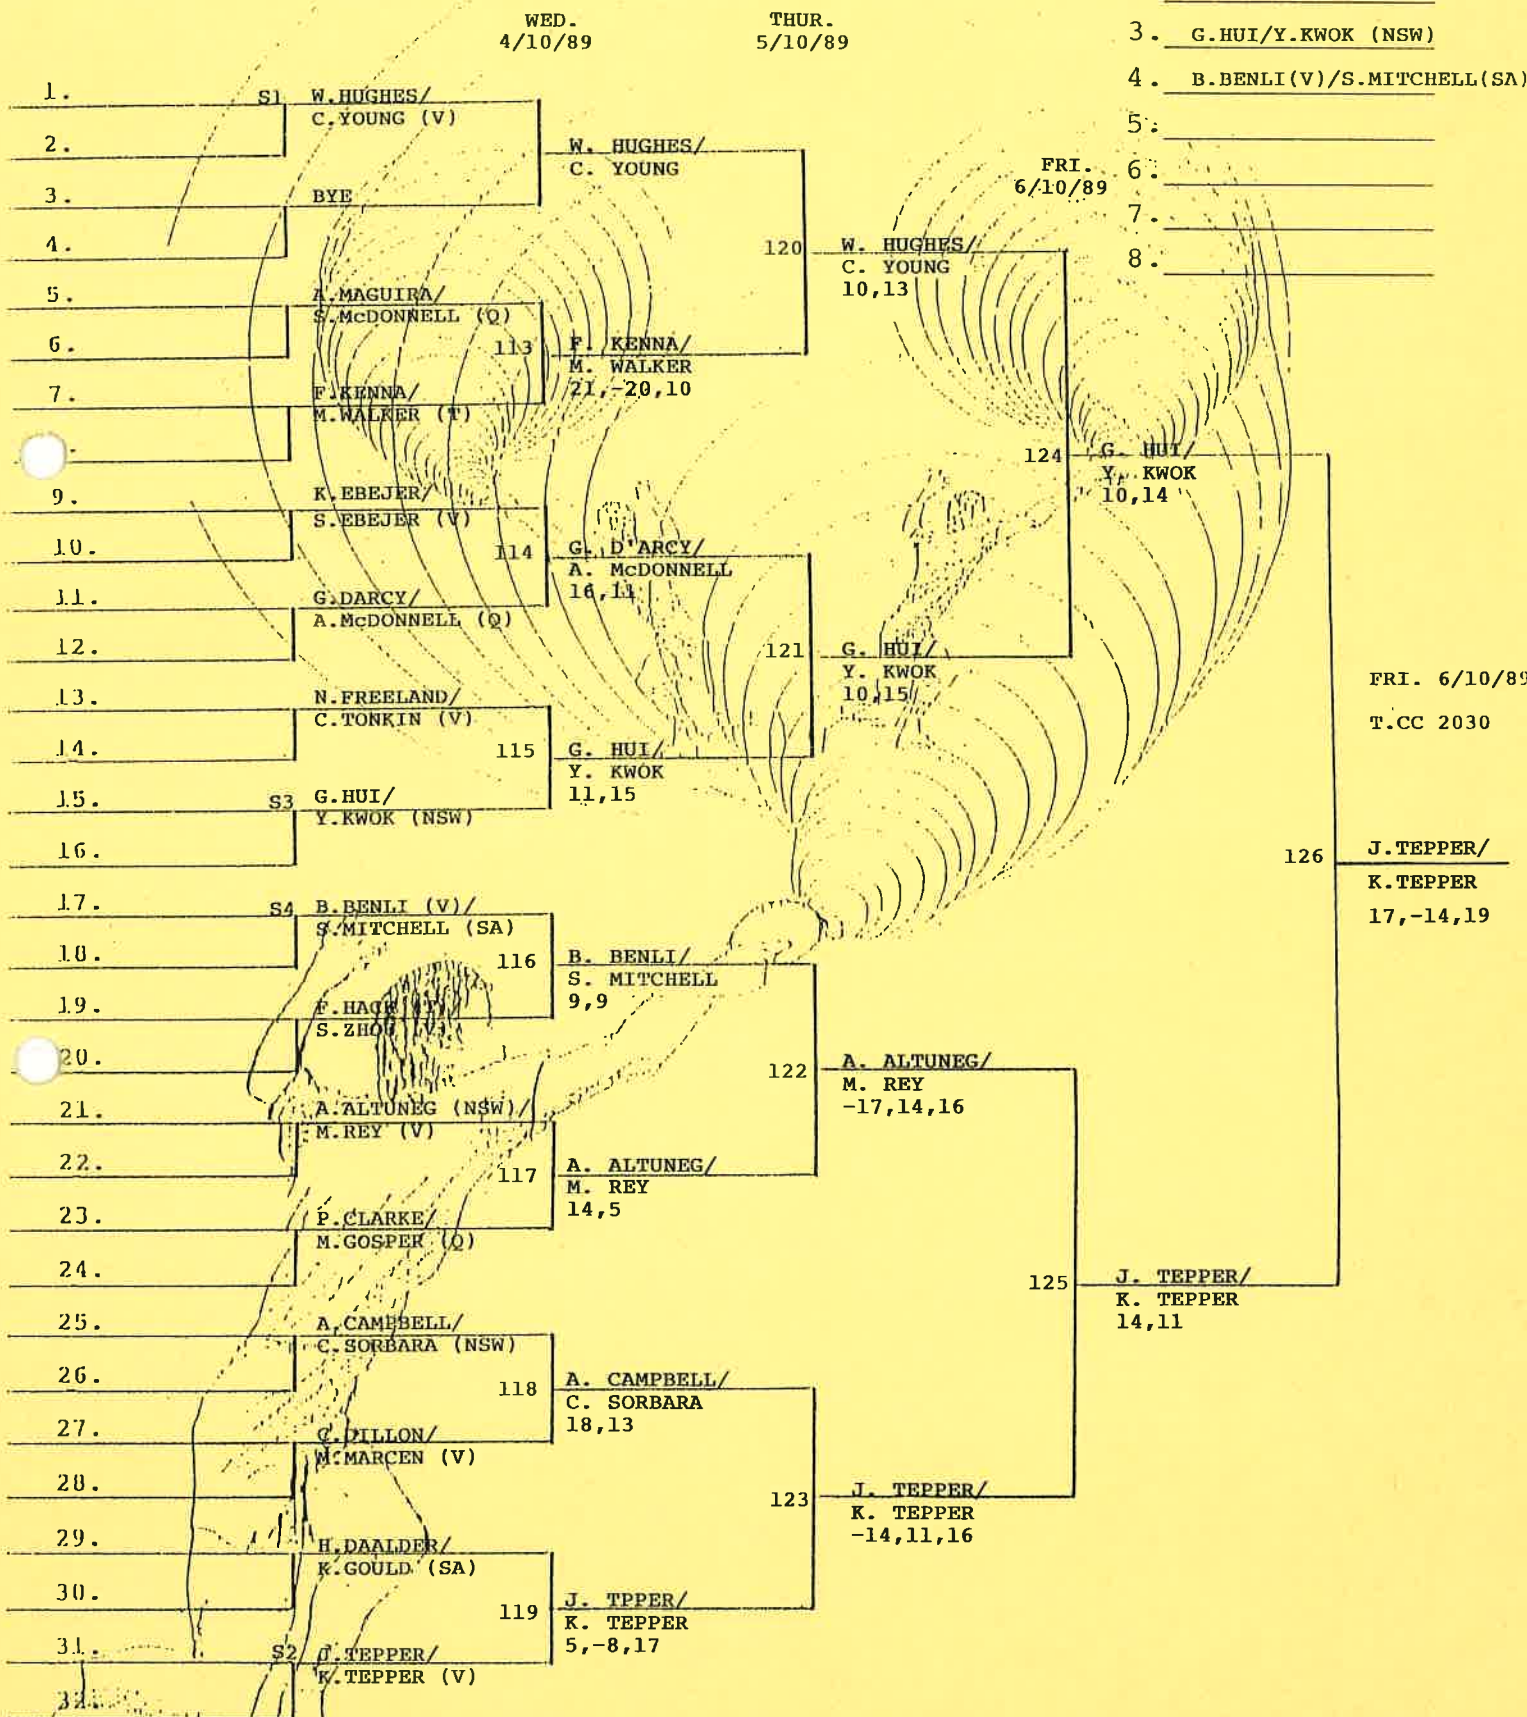 WED.
4/10/89
THUR.
5/10/89
3. G.HUI/Y.KWOK (NSW)
4. B.BENLI(V)/S.MITCHELL(SA)
5.
6.
7.
8.
FRI.
6/10/89
1.
S1 W.HUGHES/
C.YOUNG (V)
2.
3.
BYE
4.
5.
A.MAGUIRA/
S.McDONNELL (Q)
6.
7.
F.KENNA/
M.WALKER (T)
9.
K.EBEJER/
S.EBEJER (V)
10.
11.
G.DARCY/
A.McDONNELL (Q)
12.
13.
N.FREELAND/
C.TONKIN (V)
14.
15.
S3 G.HUI/
Y.KWOK (NSW)
16.
17.
S4 B.BENLI (V)/
S.MITCHELL (SA)
18.
19.
F.HACK
S.ZHOU (V)
20.
21.
A.ALTUNEG (NSW)/
M.REY (V)
22.
23.
P.CLARKE/
M.GOSPER (Q)
24.
25.
A.CAMPBELL/
C.SORBARA (NSW)
26.
27.
C.DILLON/
M.MARCEN (V)
28.
29.
H.DAALDER/
K.GOULD (SA)
30.
31.
S2 J.TEPPER/
K.TEPPER (V)
32.
W. HUGHES/
C. YOUNG
113
F. KENNA/
M. WALKER
21,-20,10
114
G. D'ARCY/
A. McDONNELL
16,11
115
G. HUI/
Y. KWOK
11,15
116
B. BENLI/
S. MITCHELL
9,9
117
A. ALTUNEG/
M. REY
14,5
118
A. CAMPBELL/
C. SORBARA
18,13
119
J. TPPER/
K. TEPPER
5,-8,17
120
W. HUGHES/
C. YOUNG
10,13
121
G. HUI/
Y. KWOK
10,15
122
A. ALTUNEG/
M. REY
-17,14,16
123
J. TEPPER/
K. TEPPER
-14,11,16
124
G. HUI/
Y. KWOK
10,14
125
J. TEPPER/
K. TEPPER
14,11
FRI. 6/10/89
T.CC 2030
126
J.TEPPER/
K.TEPPER
17,-14,19